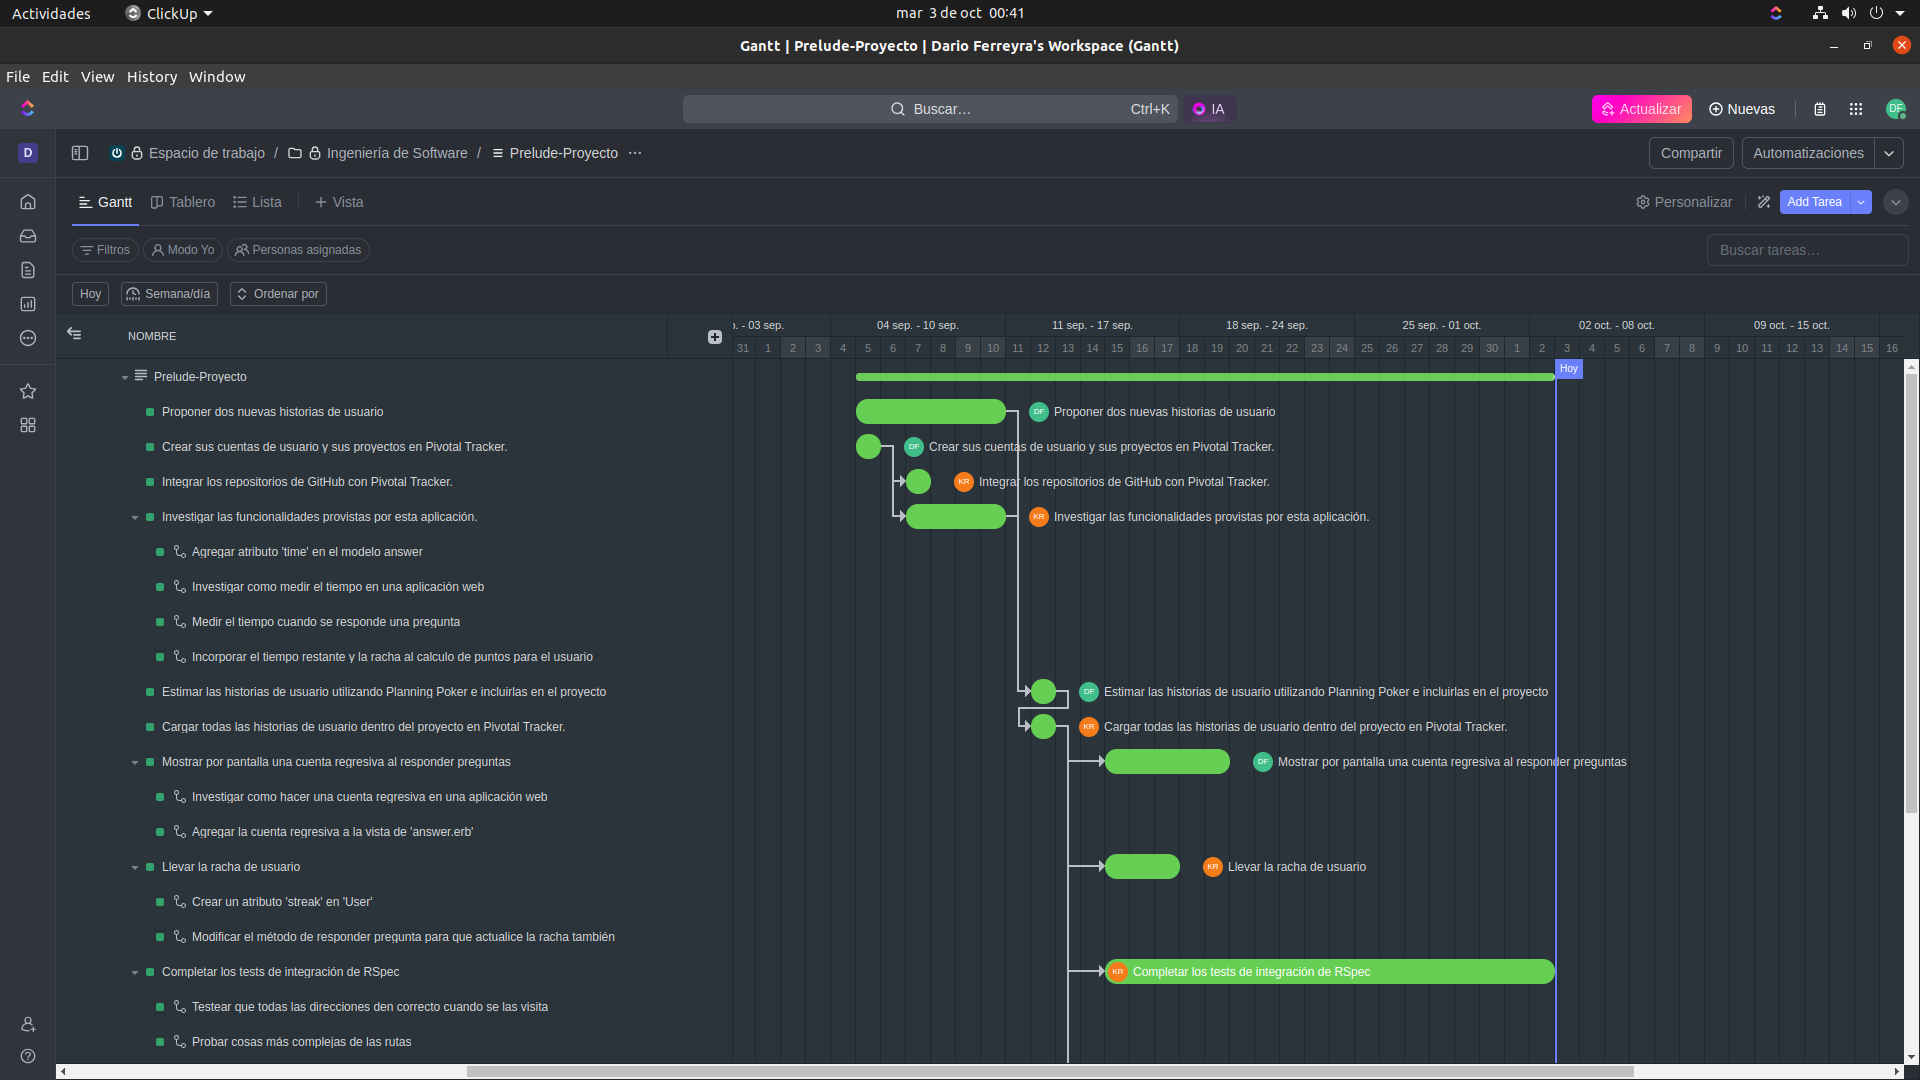 Actividades ClickUp mar 3 de oct 00:41
Gantt | Prelude-Proyecto | Dario Ferreyra's Workspace (Gantt)
File Edit View History Window
Buscar… Ctrl+K IA Actualizar Nuevas DF
D Espacio de trabajo / Ingeniería de Software / Prelude-Proyecto ··· Compartir Automatizaciones
Gantt Tablero Lista + Vista Personalizar Add Tarea
Filtros Modo Yo Personas asignadas Buscar tareas…
Hoy Semana/día Ordenar por
NOMBRE
. - 03 sep. 04 sep. - 10 sep. 11 sep. - 17 sep. 18 sep. - 24 sep. 25 sep. - 01 oct. 02 oct. - 08 oct. 09 oct. - 15 oct.
31 1 2 3 4 5 6 7 8 9 10 11 12 13 14 15 16 17 18 19 20 21 22 23 24 25 26 27 28 29 30 1 2 3 4 5 6 7 8 9 10 11 12 13 14 15 16
Hoy
Prelude-Proyecto
Proponer dos nuevas historias de usuario DF Proponer dos nuevas historias de usuario
Crear sus cuentas de usuario y sus proyectos en Pivotal Tracker. DF Crear sus cuentas de usuario y sus proyectos en Pivotal Tracker.
Integrar los repositorios de GitHub con Pivotal Tracker. KR Integrar los repositorios de GitHub con Pivotal Tracker.
Investigar las funcionalidades provistas por esta aplicación. KR Investigar las funcionalidades provistas por esta aplicación.
Agregar atributo 'time' en el modelo answer
Investigar como medir el tiempo en una aplicación web
Medir el tiempo cuando se responde una pregunta
Incorporar el tiempo restante y la racha al calculo de puntos para el usuario
Estimar las historias de usuario utilizando Planning Poker e incluirlas en el proyecto DF Estimar las historias de usuario utilizando Planning Poker e incluirlas en el proyecto
Cargar todas las historias de usuario dentro del proyecto en Pivotal Tracker. KR Cargar todas las historias de usuario dentro del proyecto en Pivotal Tracker.
Mostrar por pantalla una cuenta regresiva al responder preguntas DF Mostrar por pantalla una cuenta regresiva al responder preguntas
Investigar como hacer una cuenta regresiva en una aplicación web
Agregar la cuenta regresiva a la vista de 'answer.erb'
Llevar la racha de usuario KR Llevar la racha de usuario
Crear un atributo 'streak' en 'User'
Modificar el método de responder pregunta para que actualice la racha también
Completar los tests de integración de RSpec KR Completar los tests de integración de RSpec
Testear que todas las direcciones den correcto cuando se las visita
Probar cosas más complejas de las rutas